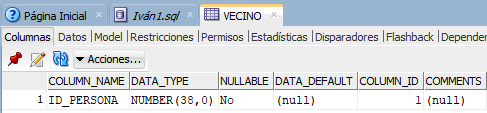 Página Inicial Iván1.sql VECINO
Columnas Datos Model Restricciones Permisos Estadísticas Disparadores Flashback Dependen
Acciones...
COLUMN_NAME DATA_TYPE NULLABLE DATA_DEFAULT COLUMN_ID COMMENTS
1 ID_PERSONA NUMBER(38,0) No (null) 1 (null)